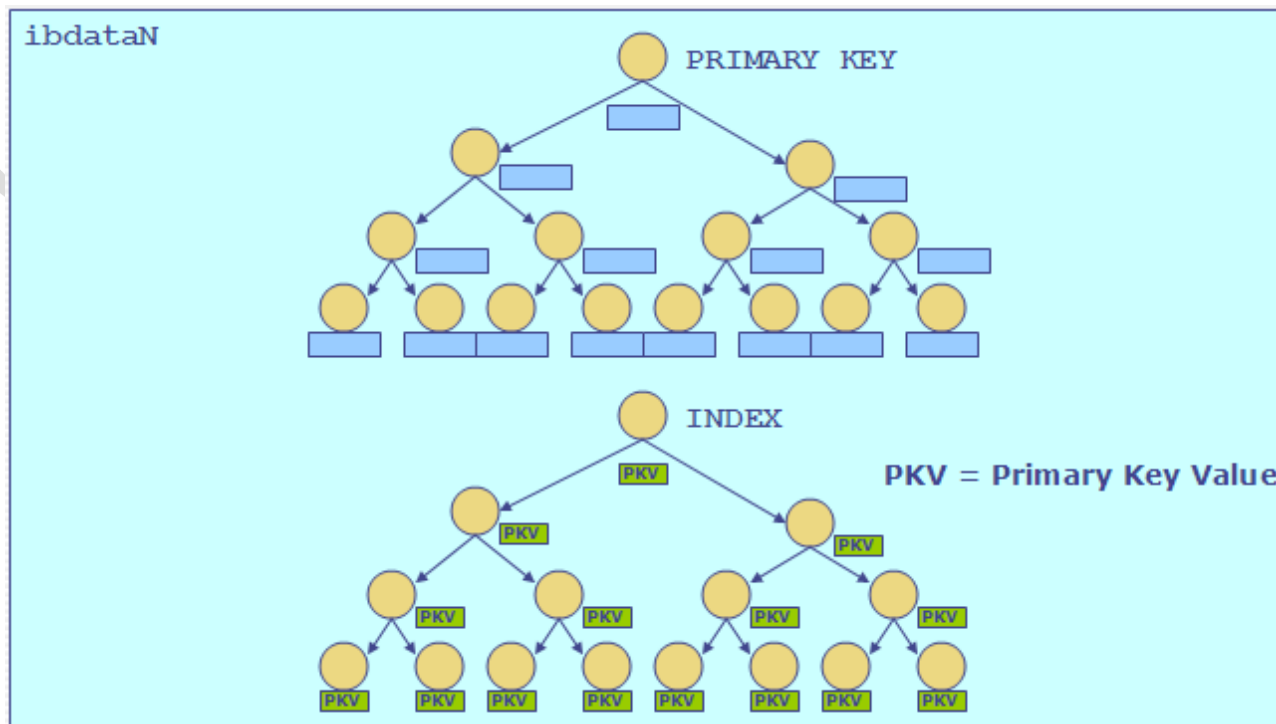 ibdataN
PRIMARY KEY
INDEX
PKV = Primary Key Value
PKV
PKV
PKV
PKV PKV PKV PKV
PKV PKV PKV PKV PKV PKV PKV PKV